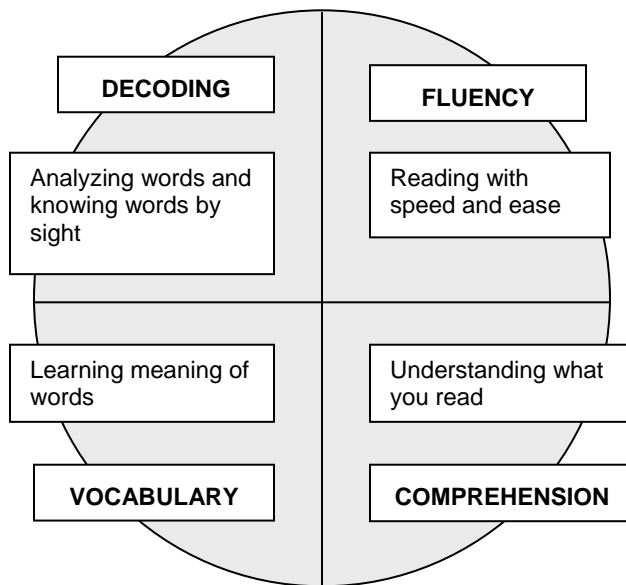 DECODING
Analyzing words and
knowing words by
sight
FLUENCY
Reading with
speed and ease
Learning meaning of
words
VOCABULARY
Understanding what
you read
COMPREHENSION